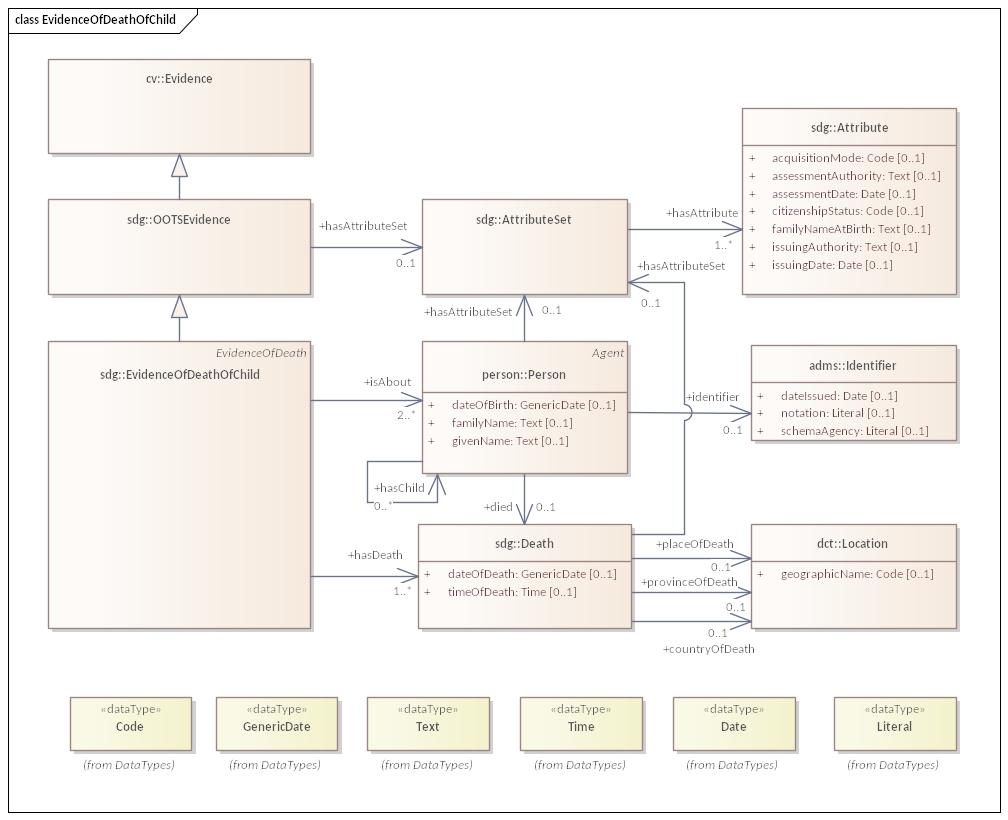 class EvidenceOfDeathOfChild
cv::Evidence
sdg::Attribute
+ acquisitionMode: Code [0..1]
+ assessmentAuthority: Text [0..1]
+ assessmentDate: Date [0..1]
+ citizenshipStatus: Code [0..1]
+ familyNameAtBirth: Text [0..1]
+ issuingAuthority: Text [0..1]
+ issuingDate: Date [0..1]
sdg::OOTSEvidence
+hasAttributeSet
0..1
sdg::AttributeSet
+hasAttribute
1..*
+hasAttributeSet
0..1
+hasAttributeSet
0..1
EvidenceOfDeath
sdg::EvidenceOfDeathOfChild
+isAbout
2..*
Agent
person::Person
+ dateOfBirth: GenericDate [0..1]
+ familyName: Text [0..1]
+ givenName: Text [0..1]
+identifier
0..1
adms::Identifier
+ dateIssued: Date [0..1]
+ notation: Literal [0..1]
+ schemaAgency: Literal [0..1]
+hasChild
0..*
+died
0..1
+hasDeath
1..*
sdg::Death
+ dateOfDeath: GenericDate [0..1]
+ timeOfDeath: Time [0..1]
+placeOfDeath
0..1
+provinceOfDeath
0..1
0..1
+countryOfDeath
dct::Location
+ geographicName: Code [0..1]
«dataType»
Code
(from DataTypes)
«dataType»
GenericDate
(from DataTypes)
«dataType»
Text
(from DataTypes)
«dataType»
Time
(from DataTypes)
«dataType»
Date
(from DataTypes)
«dataType»
Literal
(from DataTypes)